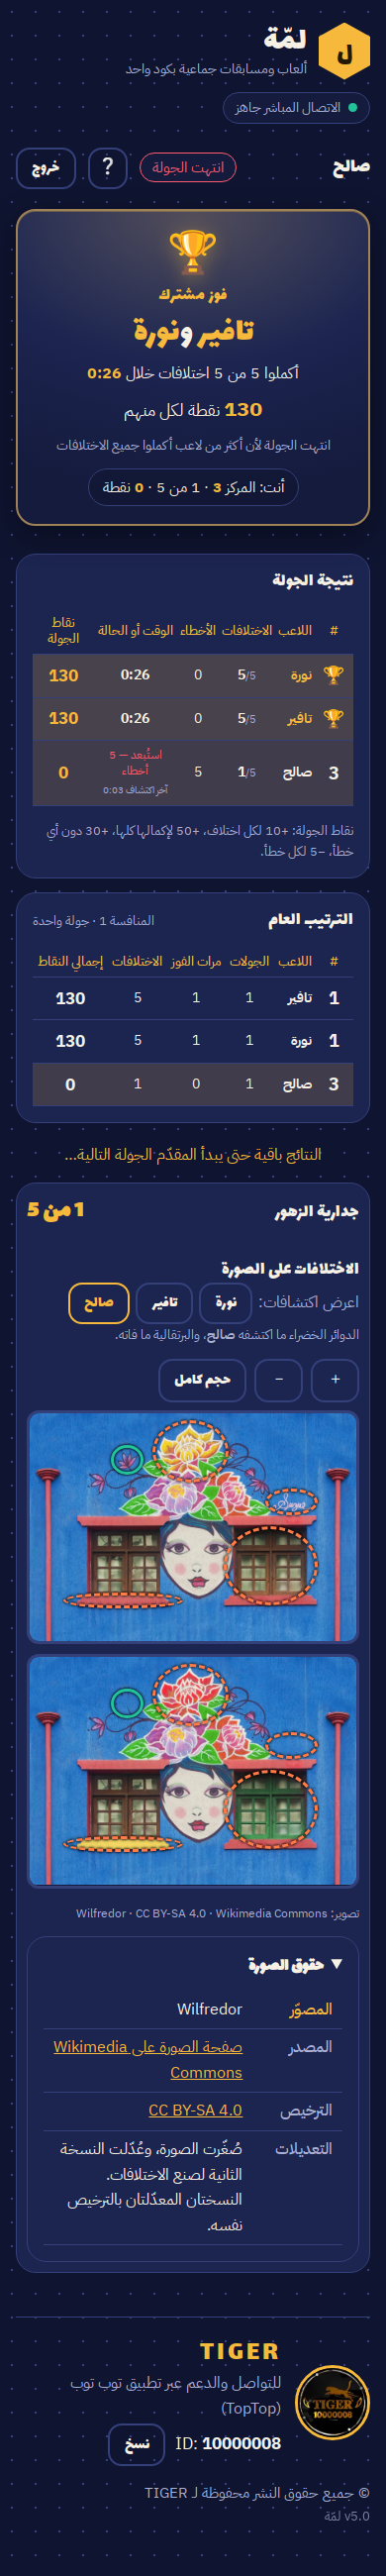 ل
لمّة
ألعاب ومسابقات جماعية بكود واحد
الاتصال المباشر جاهز
صالح
انتهت الجولة
?
خروج
فوز مشترك
تافير ونورة
أكملوا 5 من 5 اختلافات خلال 0:26
130 نقطة لكل منهم
انتهت الجولة لأن أكثر من لاعب أكملوا جميع الاختلافات
أنت: المركز 3 · 1 من 5 · 0 نقطة
نتيجة الجولة
# اللاعب الاختلافات الأخطاء الوقت أو الحالة نقاط الجولة
نورة 5/5 0 0:26 130
تافير 5/5 0 0:26 130
3 صالح 1/5 5 استُبعد — 5 أخطاء 0
آخر اكتشاف 0:03
نقاط الجولة: +10 لكل اختلاف، +50 لإكمالها كلها، +30 دون أي
خطأ، −5 لكل خطأ.
الترتيب العام
المنافسة 1 · جولة واحدة
# اللاعب الجولات مرات الفوز الاختلافات إجمالي النقاط
1 تافير 1 1 5 130
1 نورة 1 1 5 130
3 صالح 1 0 1 0
النتائج باقية حتى يبدأ المقدّم الجولة التالية...
جدارية الزهور
1 من 5
الاختلافات على الصورة
اعرض اكتشافات: نورة تافير صالح
الدوائر الخضراء ما اكتشفه صالح، والبرتقالية ما فاته.
+
−
حجم كامل
تصوير: Wilfredor · CC BY-SA 4.0 · Wikimedia Commons
▼ حقوق الصورة
المصوّر Wilfredor
المصدر صفحة الصورة على Wikimedia
Commons
الترخيص CC BY-SA 4.0
التعديلات صُغّرت الصورة، وعُدّلت النسخة
الثانية لصنع الاختلافات.
النسختان المعدّلتان بالترخيص
نفسه.
TIGER
10000008
TIGER
للتواصل والدعم عبر تطبيق توب توب
(TopTop)
ID: 10000008
نسخ
© جميع حقوق النشر محفوظة لـ TIGER
لمّة v5.0